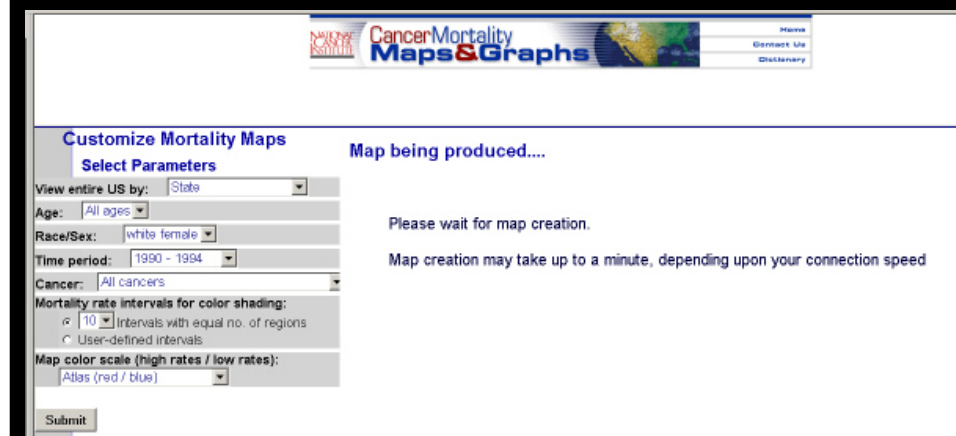 NATIONAL CANCER INSTITUTE
CancerMortality
Maps&Graphs
Home
Contact Us
Dictionary
Customize Mortality Maps
Select Parameters
View entire US by: State
Age: All ages
Race/Sex: white female
Time period: 1990 - 1994
Cancer: All cancers
Mortality rate intervals for color shading:
10 Intervals with equal no. of regions
User-defined intervals
Map color scale (high rates / low rates):
Atlas (red / blue)
Submit
Map being produced....
Please wait for map creation.
Map creation may take up to a minute, depending upon your connection speed